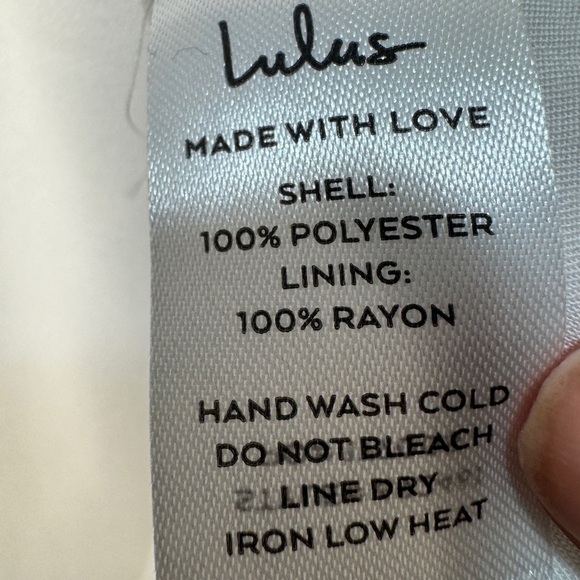 Lulus
MADE WITH LOVE
SHELL:
100% POLYESTER
LINING:
100% RAYON
HAND WASH COLD
DO NOT BLEACH
LINE DRY
IRON LOW HEAT